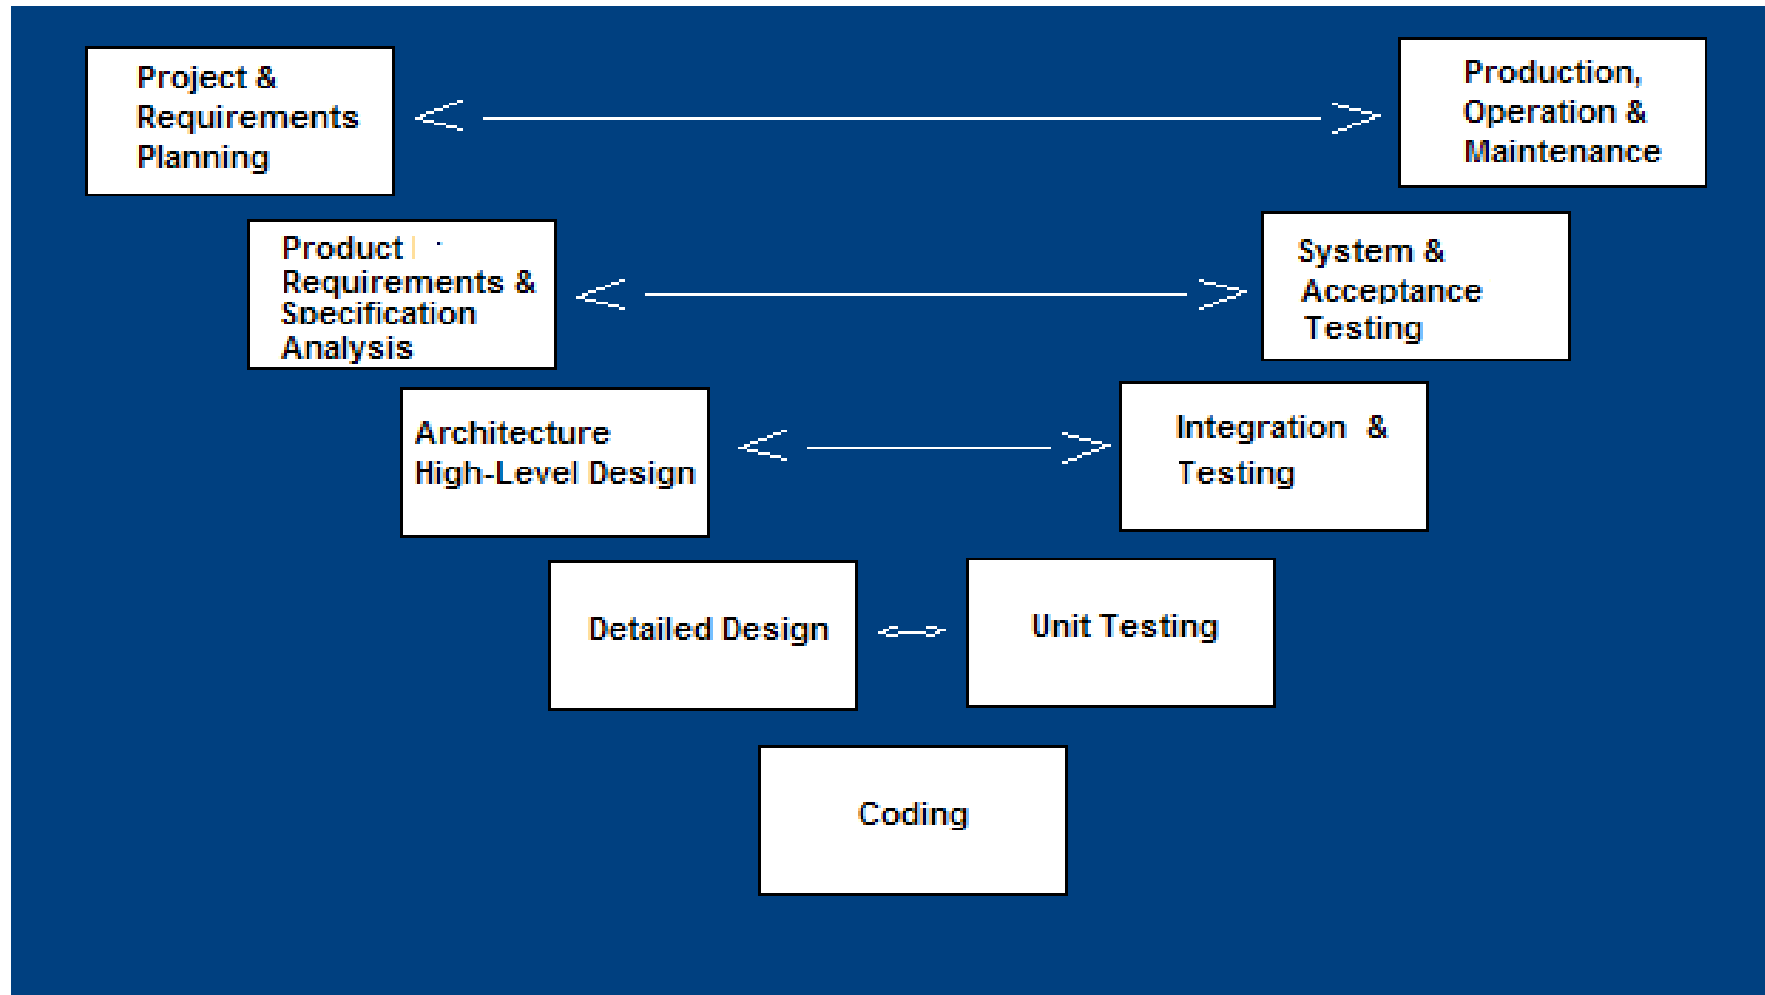 Project &
Requirements
Planning
Production,
Operation &
Maintenance
Product
Requirements &
Specification
Analysis
System &
Acceptance
Testing
Architecture
High-Level Design
Integration &
Testing
Detailed Design
Unit Testing
Coding